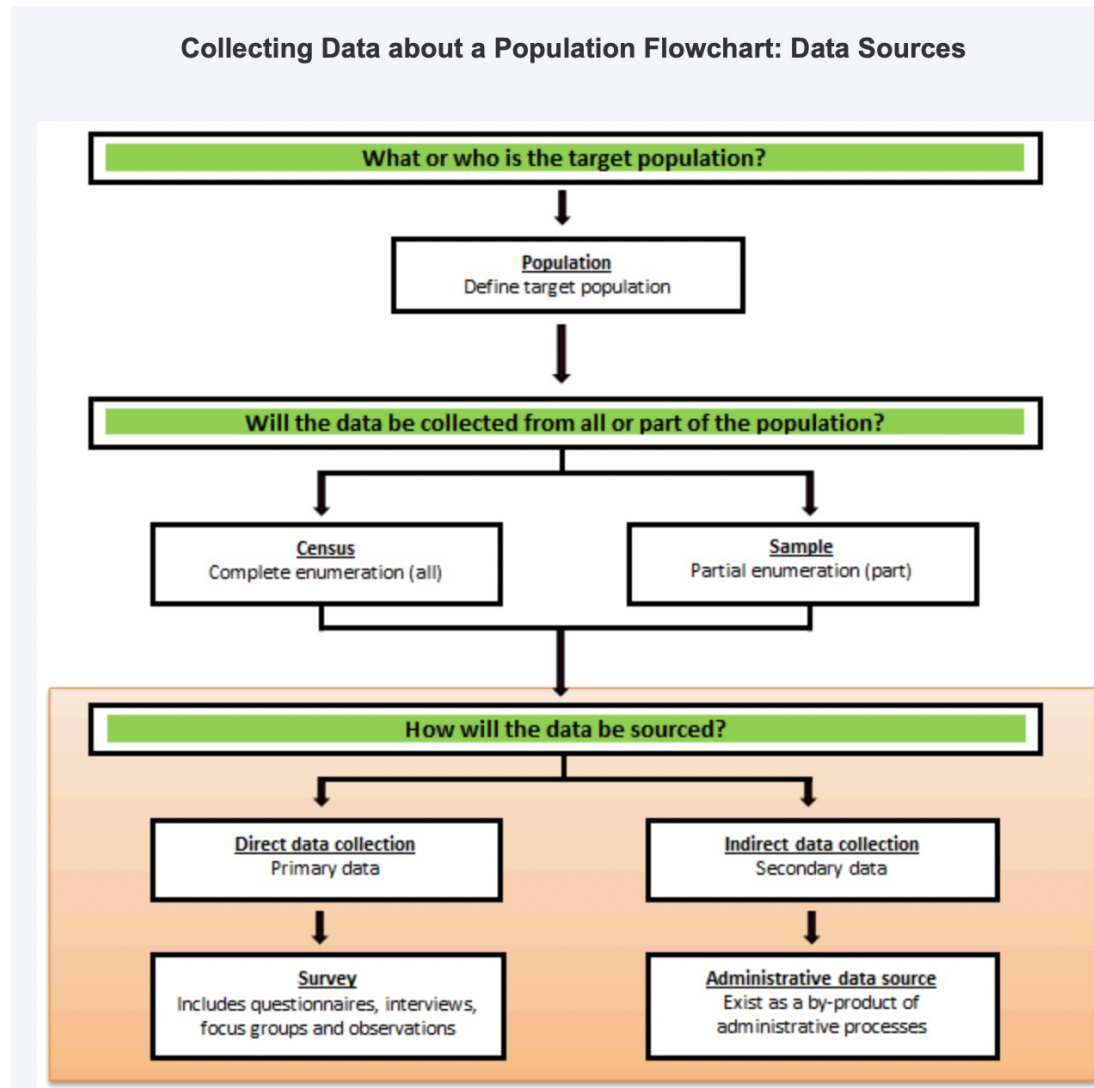 Collecting Data about a Population Flowchart: Data Sources
What or who is the target population?
Population
Define target population
Will the data be collected from all or part of the population?
Census
Complete enumeration (all)
Sample
Partial enumeration (part)
How will the data be sourced?
Direct data collection
Primary data
Indirect data collection
Secondary data
Survey
Includes questionnaires, interviews,
focus groups and observations
Administrative data source
Exist as a by-product of
administrative processes